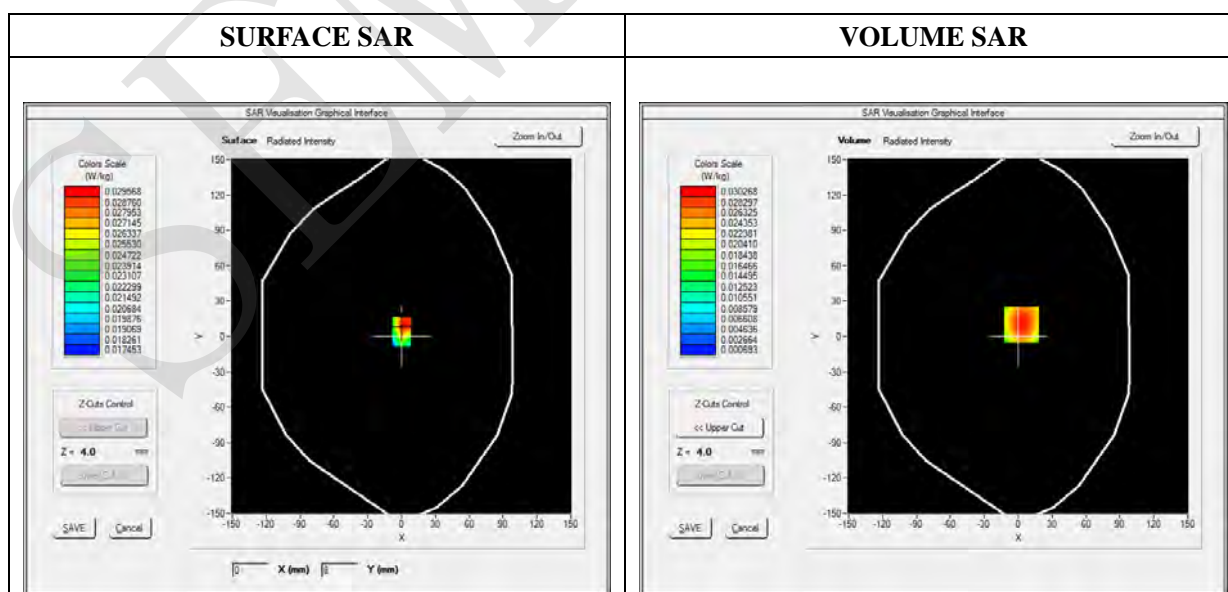 SURFACE SAR
VOLUME SAR
SAR Visualisation Graphical Interface
Surface Radiated Intensity
Zoom In/Out
Colors Scale
(W/kg)
0.029568
0.028760
0.027953
0.027145
0.026337
0.025530
0.024722
0.023914
0.023107
0.022299
0.021492
0.020684
0.019876
0.019069
0.018261
0.017453
150
120
90
60
30
0
-30
-60
-90
-120
-150
Y
-150 -120 -90 -60 -30 0 30 60 90 120 150
X
Z-Cuts Control
<< Upper Cut
Z = 4.0 mm
SAVE Cancel
0 X (mm) 8 Y (mm)
SAR Visualisation Graphical Interface
Volume Radiated Intensity
Zoom In/Out
Colors Scale
(W/kg)
0.030268
0.028297
0.026325
0.024353
0.022381
0.020410
0.018438
0.016466
0.014495
0.012523
0.010551
0.008579
0.006608
0.004636
0.002664
0.000693
150
120
90
60
30
0
-30
-60
-90
-120
-150
Y
-150 -120 -90 -60 -30 0 30 60 90 120 150
X
Z-Cuts Control
<< Upper Cut
Z = 4.0 mm
SAVE Cancel